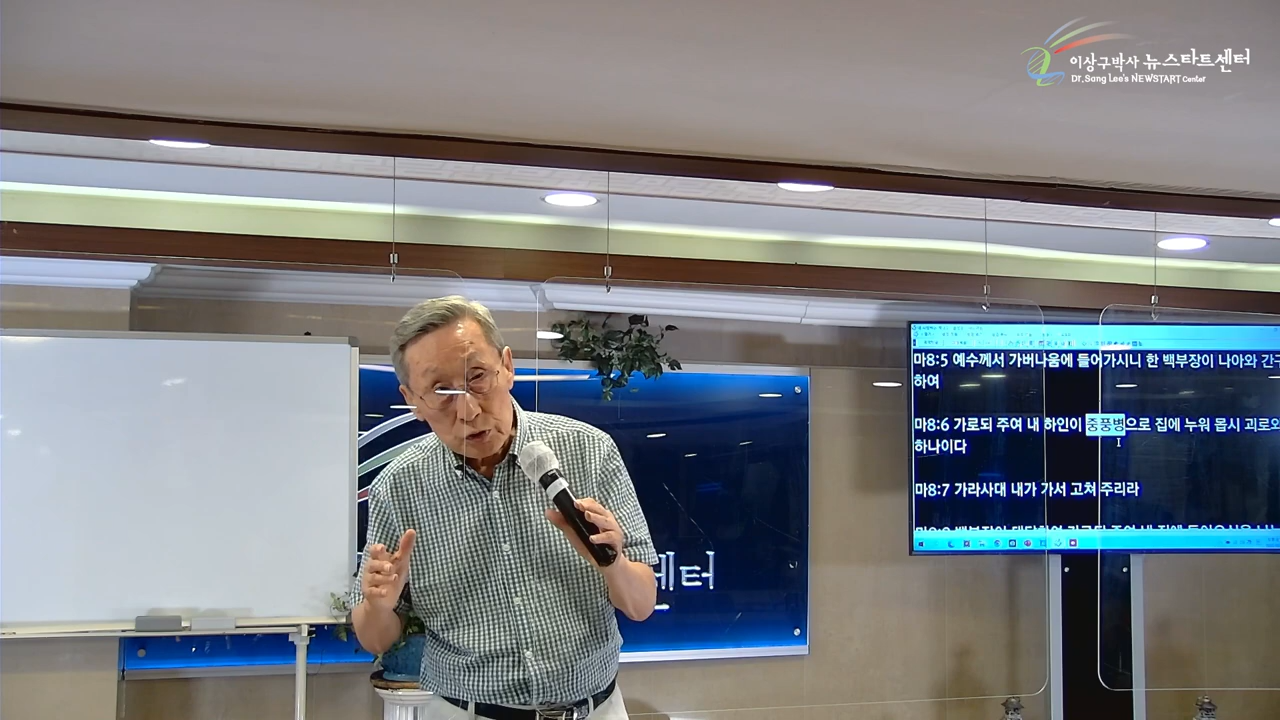 이상구박사 뉴스타트센터
Dr. Sang Lee's NEWSTART Center
마8:5 예수께서 가버나움에 들어가시니 한 백부장이 나아와 간구
하여
마8:6 가로되 주여 내 하인이 중풍병으로 집에 누워 몹시 괴로와
하나이다
마8:7 가라사대 내가 가서 고쳐 주리라
센터